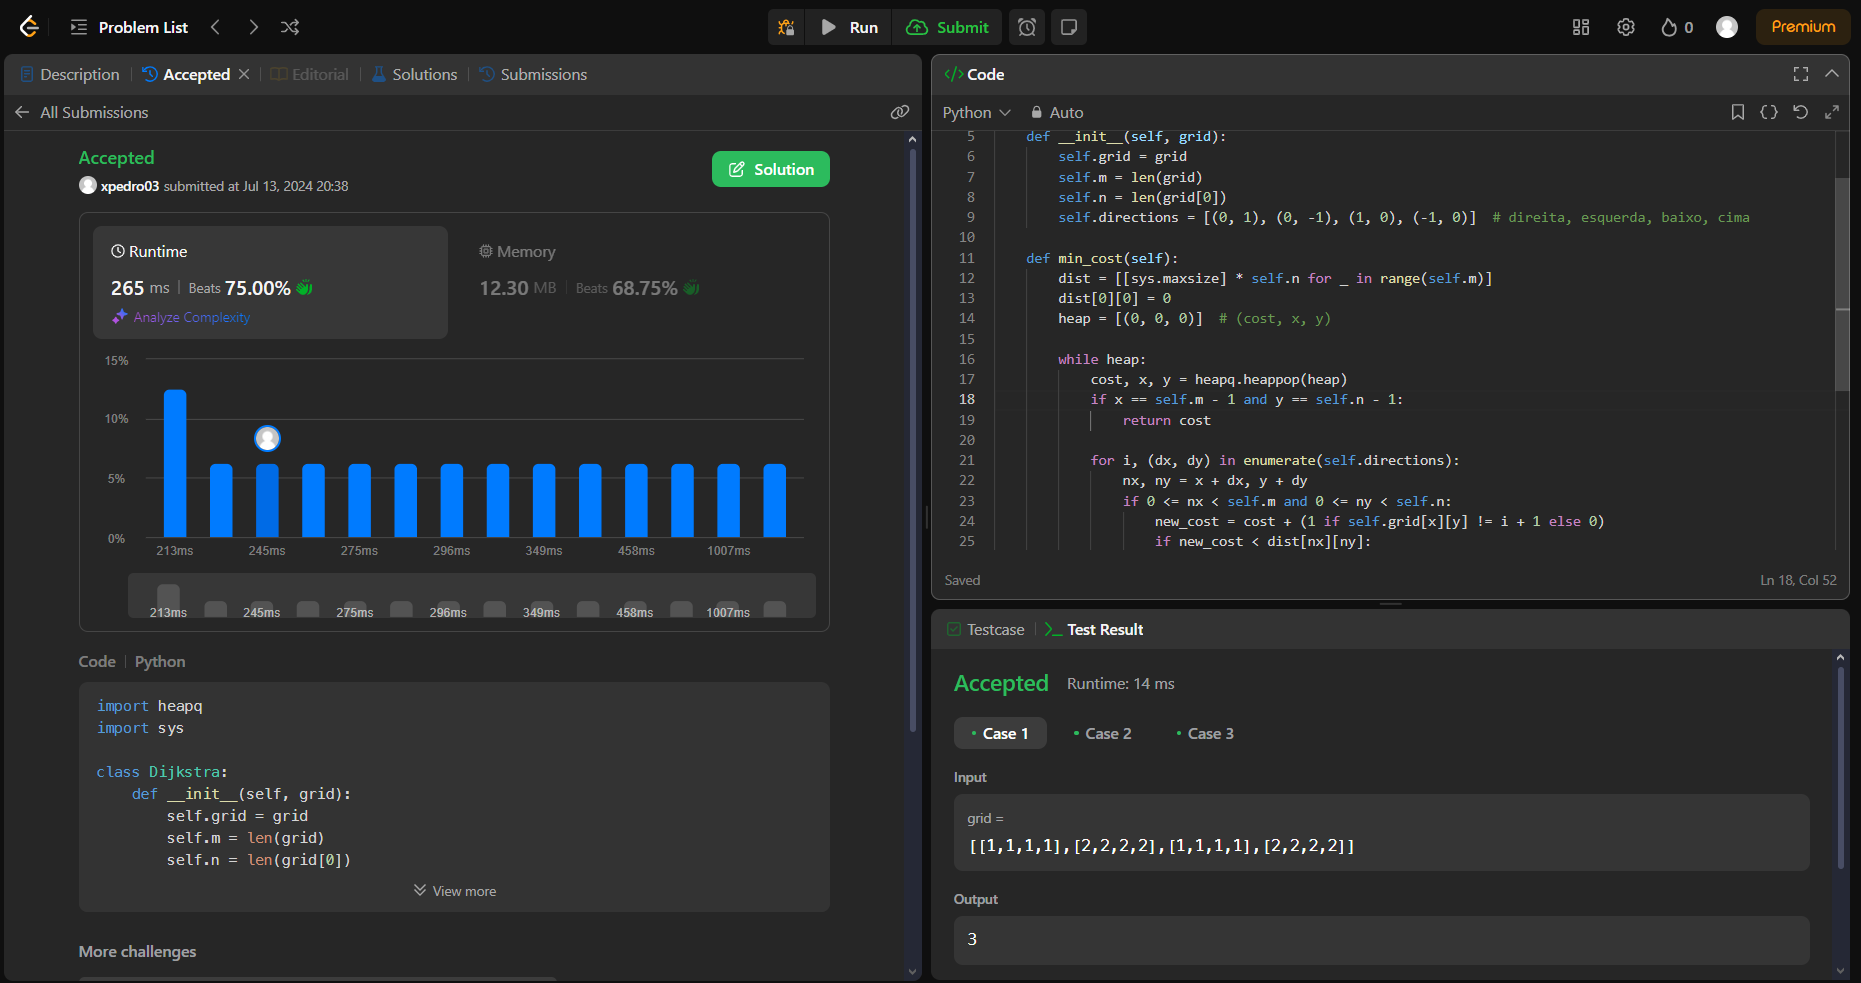 Problem List
Run
Submit
0
Premium
Description
Accepted
Editorial
Solutions
Submissions
All Submissions
Accepted
xpedro03 submitted at Jul 13, 2024 20:38
Solution
Runtime
265 ms | Beats 75.00%
Analyze Complexity
Memory
12.30 MB | Beats 68.75%
15%
10%
5%
0%
213ms 245ms 275ms 296ms 349ms 458ms 1007ms
213ms 245ms 275ms 296ms 349ms 458ms 1007ms
Code | Python
import heapq
import sys
class Dijkstra:
def __init__(self, grid):
self.grid = grid
self.m = len(grid)
self.n = len(grid[0])
View more
More challenges
</> Code
Python
Auto
5 def __init__(self, grid):
6 self.grid = grid
7 self.m = len(grid)
8 self.n = len(grid[0])
9 self.directions = [(0, 1), (0, -1), (1, 0), (-1, 0)] # direita, esquerda, baixo, cima
10
11 def min_cost(self):
12 dist = [[sys.maxsize] * self.n for _ in range(self.m)]
13 dist[0][0] = 0
14 heap = [(0, 0, 0)] # (cost, x, y)
15
16 while heap:
17 cost, x, y = heapq.heappop(heap)
18 if x == self.m - 1 and y == self.n - 1:
19 return cost
20
21 for i, (dx, dy) in enumerate(self.directions):
22 nx, ny = x + dx, y + dy
23 if 0 <= nx < self.m and 0 <= ny < self.n:
24 new_cost = cost + (1 if self.grid[x][y] != i + 1 else 0)
25 if new_cost < dist[nx][ny]:
Saved
Ln 18, Col 52
Testcase
Test Result
Accepted
Runtime: 14 ms
Case 1
Case 2
Case 3
Input
grid =
[[1,1,1,1],[2,2,2,2],[1,1,1,1],[2,2,2,2]]
Output
3